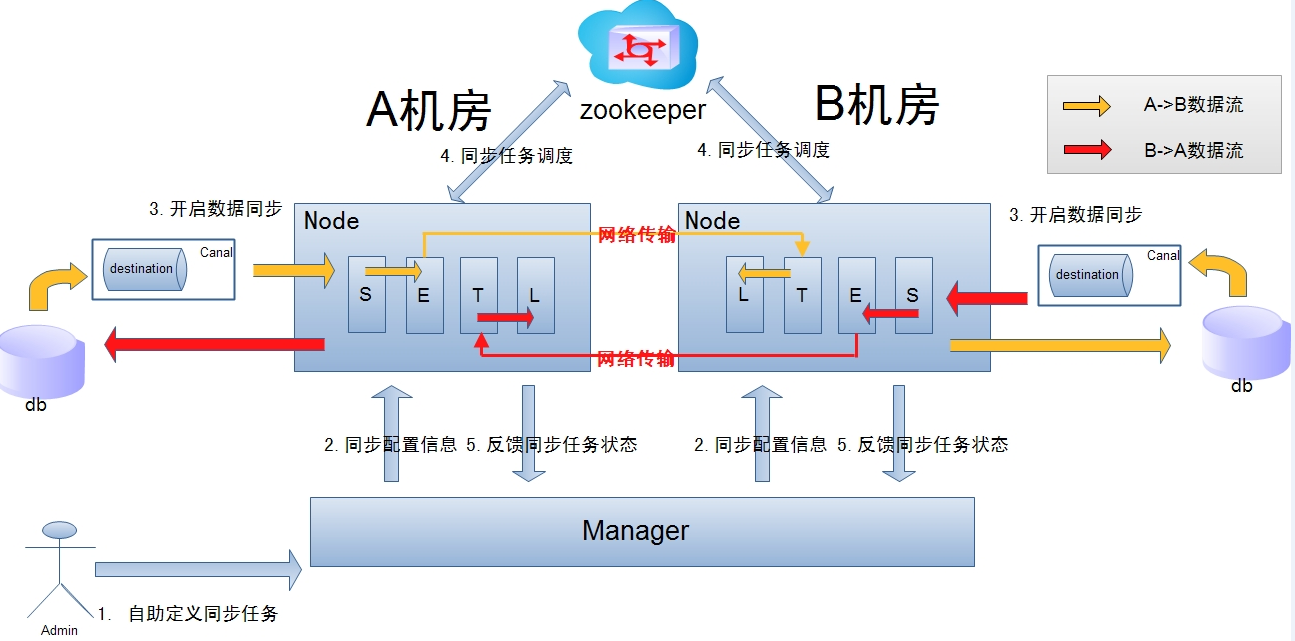 A机房
zookeeper
B机房
A->B数据流
B->A数据流
4. 同步任务调度
4. 同步任务调度
3. 开启数据同步
Node
Node
3. 开启数据同步
Canal
destination
网络传输
Canal
destination
S
E
T
L
L
T
E
S
网络传输
db
db
2. 同步配置信息
5. 反馈同步任务状态
2. 同步配置信息
5. 反馈同步任务状态
Manager
1. 自助定义同步任务
Admin